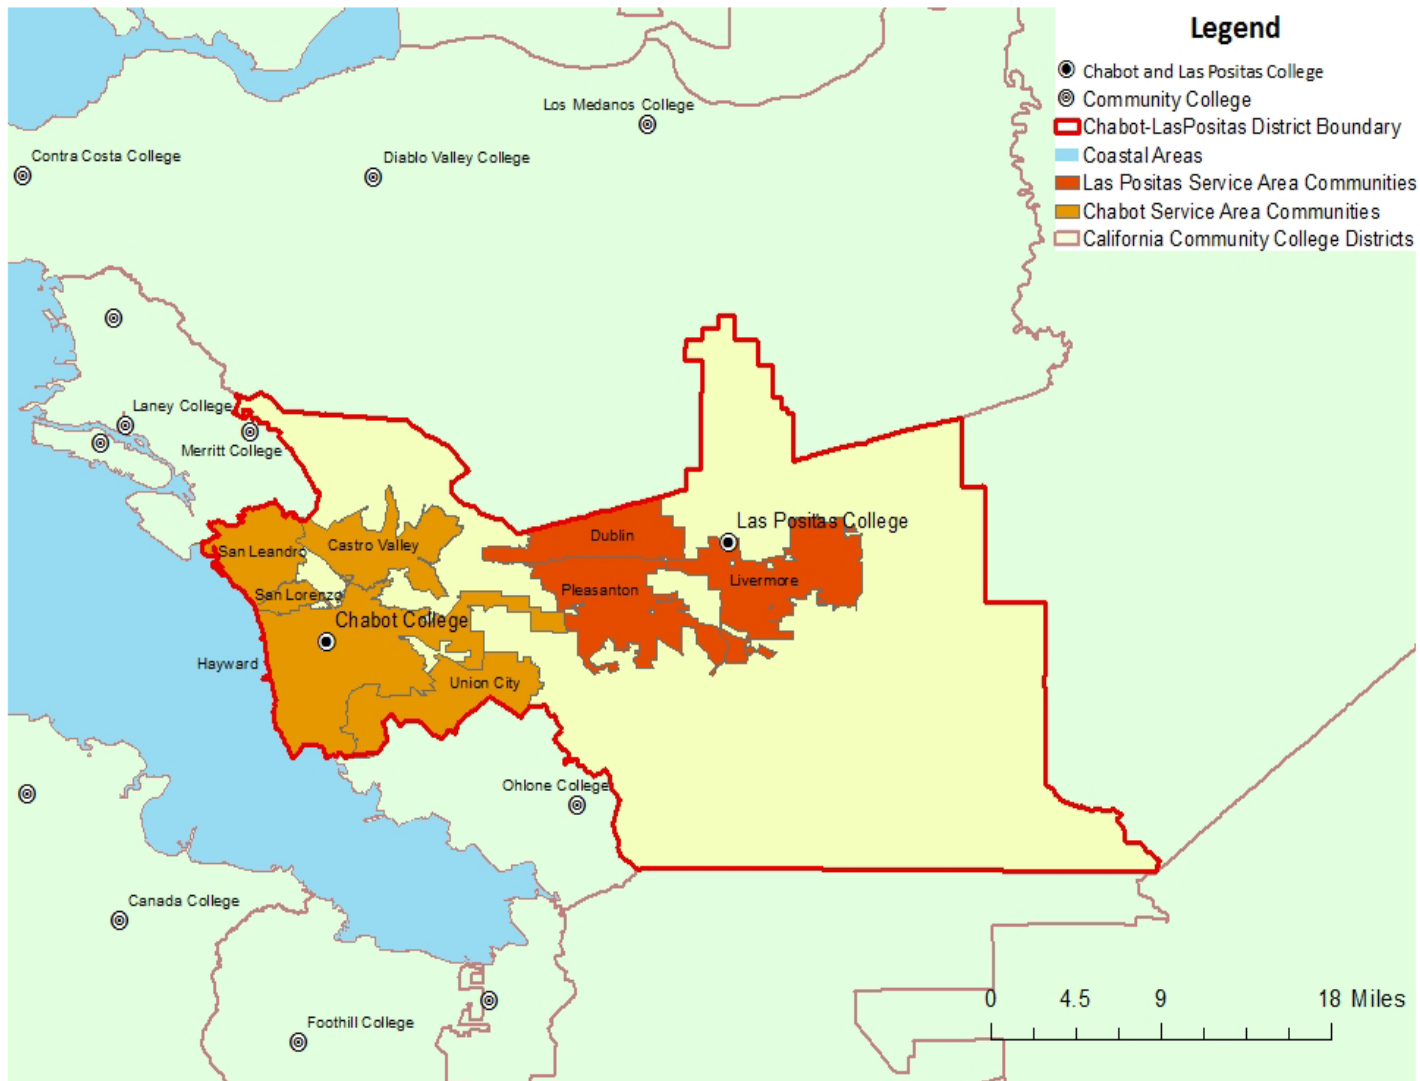 Legend
Chabot and Las Positas College
Community College
Chabot-LasPositas District Boundary
Coastal Areas
Las Positas Service Area Communities
Chabot Service Area Communities
California Community College Districts
Los Medanos College
Contra Costa College
Diablo Valley College
Laney College
Merritt College
Las Positas College
Dublin
San Leandro
Castro Valley
Livermore
Pleasanton
San Lorenzo
Chabot College
Hayward
Union City
Ohlone College
Canada College
Foothill College
0 4.5 9 18 Miles